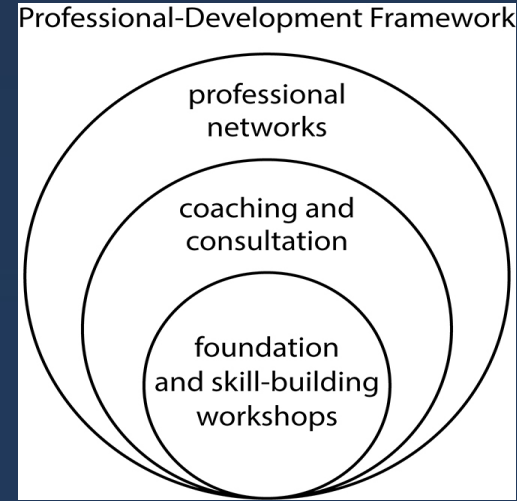 Professional-Development Framework
professional
networks
coaching and
consultation
foundation
and skill-building
workshops